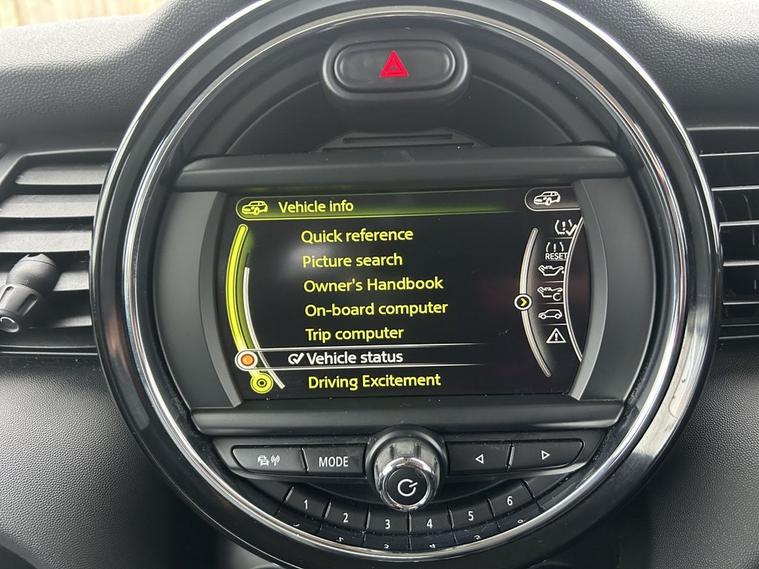 Vehicle info
Quick reference
Picture search
Owner's Handbook
On-board computer
Trip computer
Vehicle status
Driving Excitement
RESET
MODE
1 2 3 4 5 6